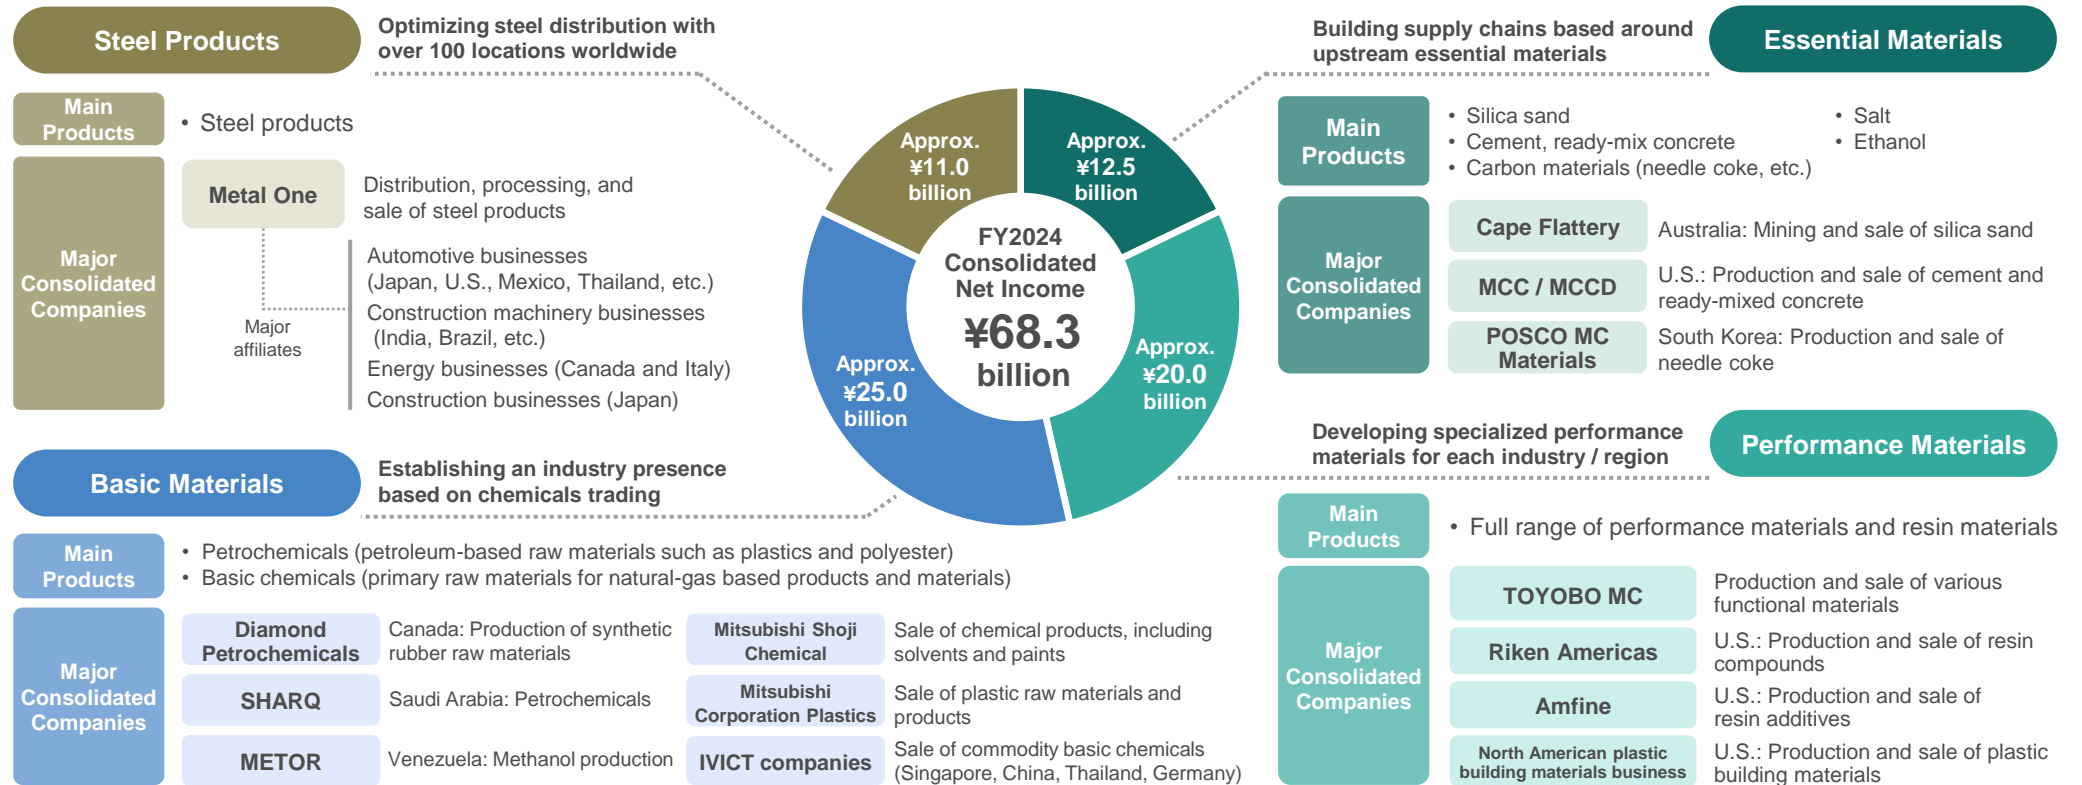 Steel Products
Optimizing steel distribution with
over 100 locations worldwide
Main
Products
• Steel products
Major
Consolidated
Companies
Metal One
Distribution, processing, and
sale of steel products
Major
affiliates
Automotive businesses
(Japan, U.S., Mexico, Thailand, etc.)
Construction machinery businesses
(India, Brazil, etc.)
Energy businesses (Canada and Italy)
Construction businesses (Japan)
Approx.
¥11.0
billion
Approx.
¥12.5
billion
FY2024
Consolidated
Net Income
¥68.3
billion
Approx.
¥25.0
billion
Approx.
¥20.0
billion
Building supply chains based around
upstream essential materials
Essential Materials
Main
Products
• Silica sand
• Cement, ready-mix concrete
• Carbon materials (needle coke, etc.)
• Salt
• Ethanol
Major
Consolidated
Companies
Cape Flattery
Australia: Mining and sale of silica sand
MCC / MCCD
U.S.: Production and sale of cement and
ready-mixed concrete
POSCO MC
Materials
South Korea: Production and sale of
needle coke
Basic Materials
Establishing an industry presence
based on chemicals trading
Main
Products
• Petrochemicals (petroleum-based raw materials such as plastics and polyester)
• Basic chemicals (primary raw materials for natural-gas based products and materials)
Major
Consolidated
Companies
Diamond
Petrochemicals
Canada: Production of synthetic
rubber raw materials
SHARQ
Saudi Arabia: Petrochemicals
METOR
Venezuela: Methanol production
Mitsubishi Shoji
Chemical
Sale of chemical products, including
solvents and paints
Mitsubishi
Corporation Plastics
Sale of plastic raw materials and
products
IVICT companies
Sale of commodity basic chemicals
(Singapore, China, Thailand, Germany)
Developing specialized performance
materials for each industry / region
Performance Materials
Main
Products
• Full range of performance materials and resin materials
Major
Consolidated
Companies
TOYOBO MC
Production and sale of various
functional materials
Riken Americas
U.S.: Production and sale of resin
compounds
Amfine
U.S.: Production and sale of
resin additives
North American plastic
building materials business
U.S.: Production and sale of plastic
building materials